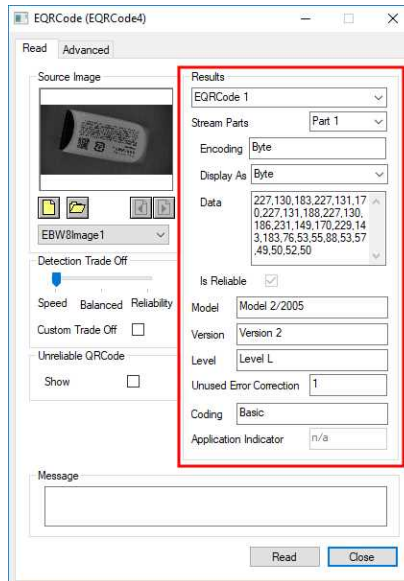 EQRCode (EQRCode4)
Read
Advanced
Source Image
EBW8Image1
Detection Trade Off
Speed
Balanced
Reliability
Custom Trade Off
Unreliable QRCode
Show
Results
EQRCode 1
Stream Parts
Part 1
Encoding
Byte
Display As
Byte
Data
227,130,183,227,131,17
0,227,131,188,227,130,
186,231,149,170,229,14
3,183,76,53,55,88,53,57
,49,50,52,50
Is Reliable
Model
Model 2/2005
Version
Version 2
Level
Level L
Unused Error Correction
1
Coding
Basic
Application Indicator
n/a
Message
Read
Close